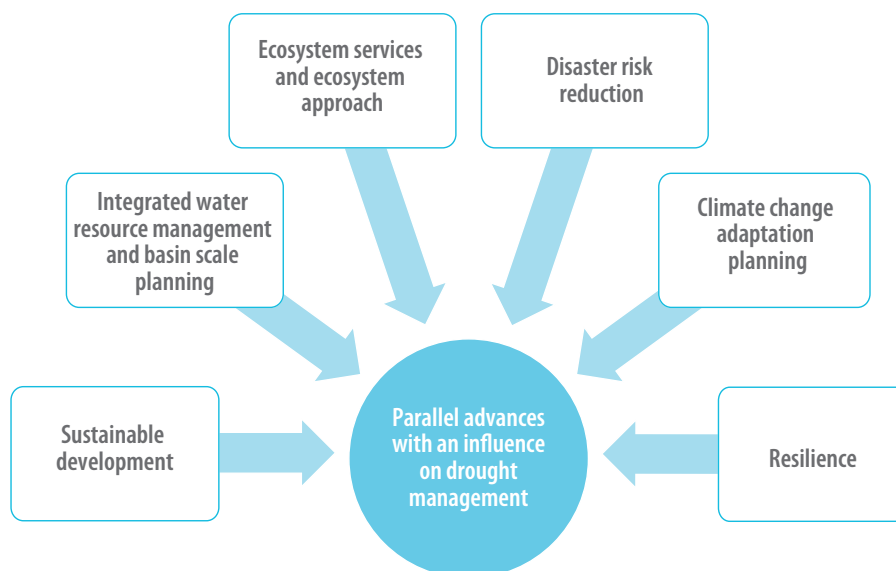 Ecosystem services
and ecosystem
approach
Disaster risk
reduction
Integrated water
resource management
and basin scale
planning
Climate change
adaptation
planning
Sustainable
development
Parallel advances
with an influence
on drought
management
Resilience